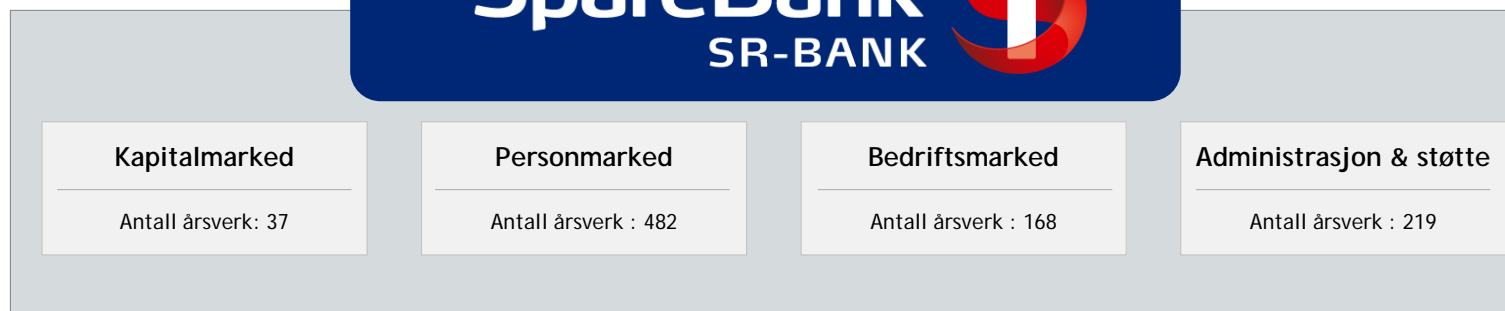 SpareBank
SR-BANK
Kapitalmarked
Antall årsverk: 37
Personmarked
Antall årsverk : 482
Bedriftsmarked
Antall årsverk : 168
Administrasjon & støtte
Antall årsverk : 219